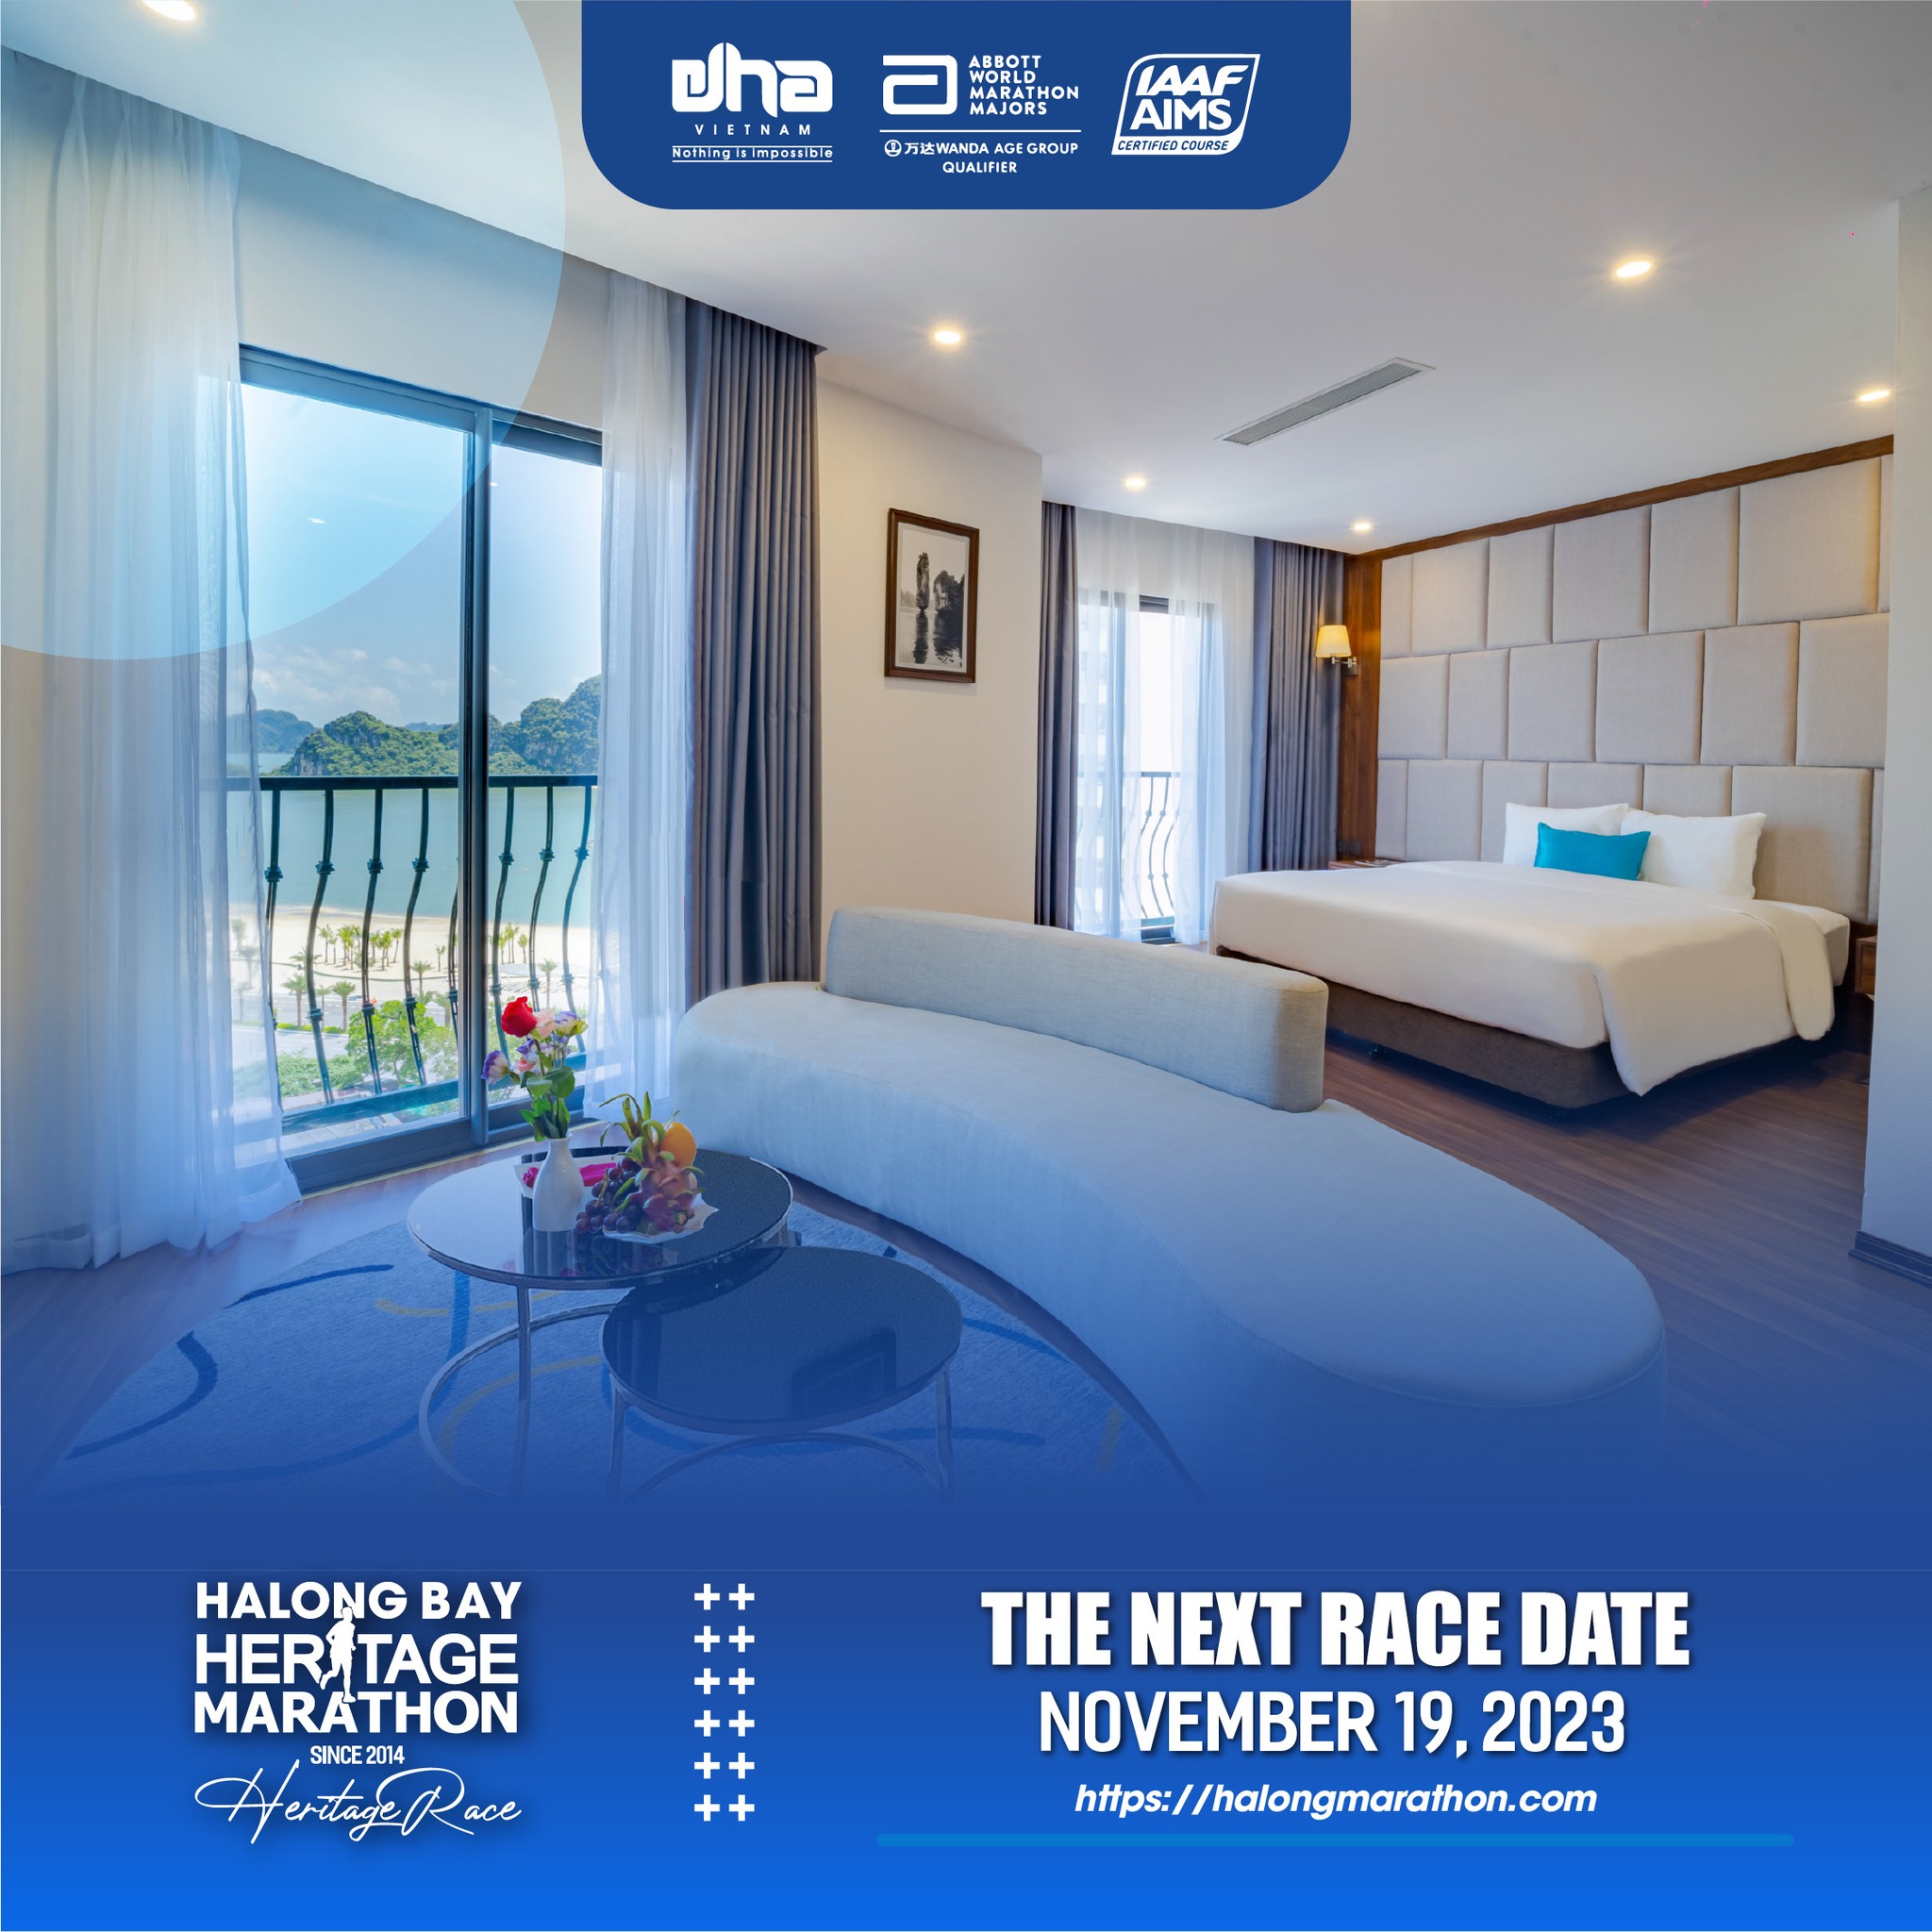 dha
VIETNAM
Nothing is impossible
ABBOTT
WORLD
MARATHON
MAJORS
万达WANDA AGE GROUP
QUALIFIER
IAAF
AIMS
CERTIFIED COURSE
HALONG BAY
HERITAGE
MARATHON
SINCE 2014
Heritage Race
THE NEXT RACE DATE
NOVEMBER 19, 2023
https://halongmarathon.com